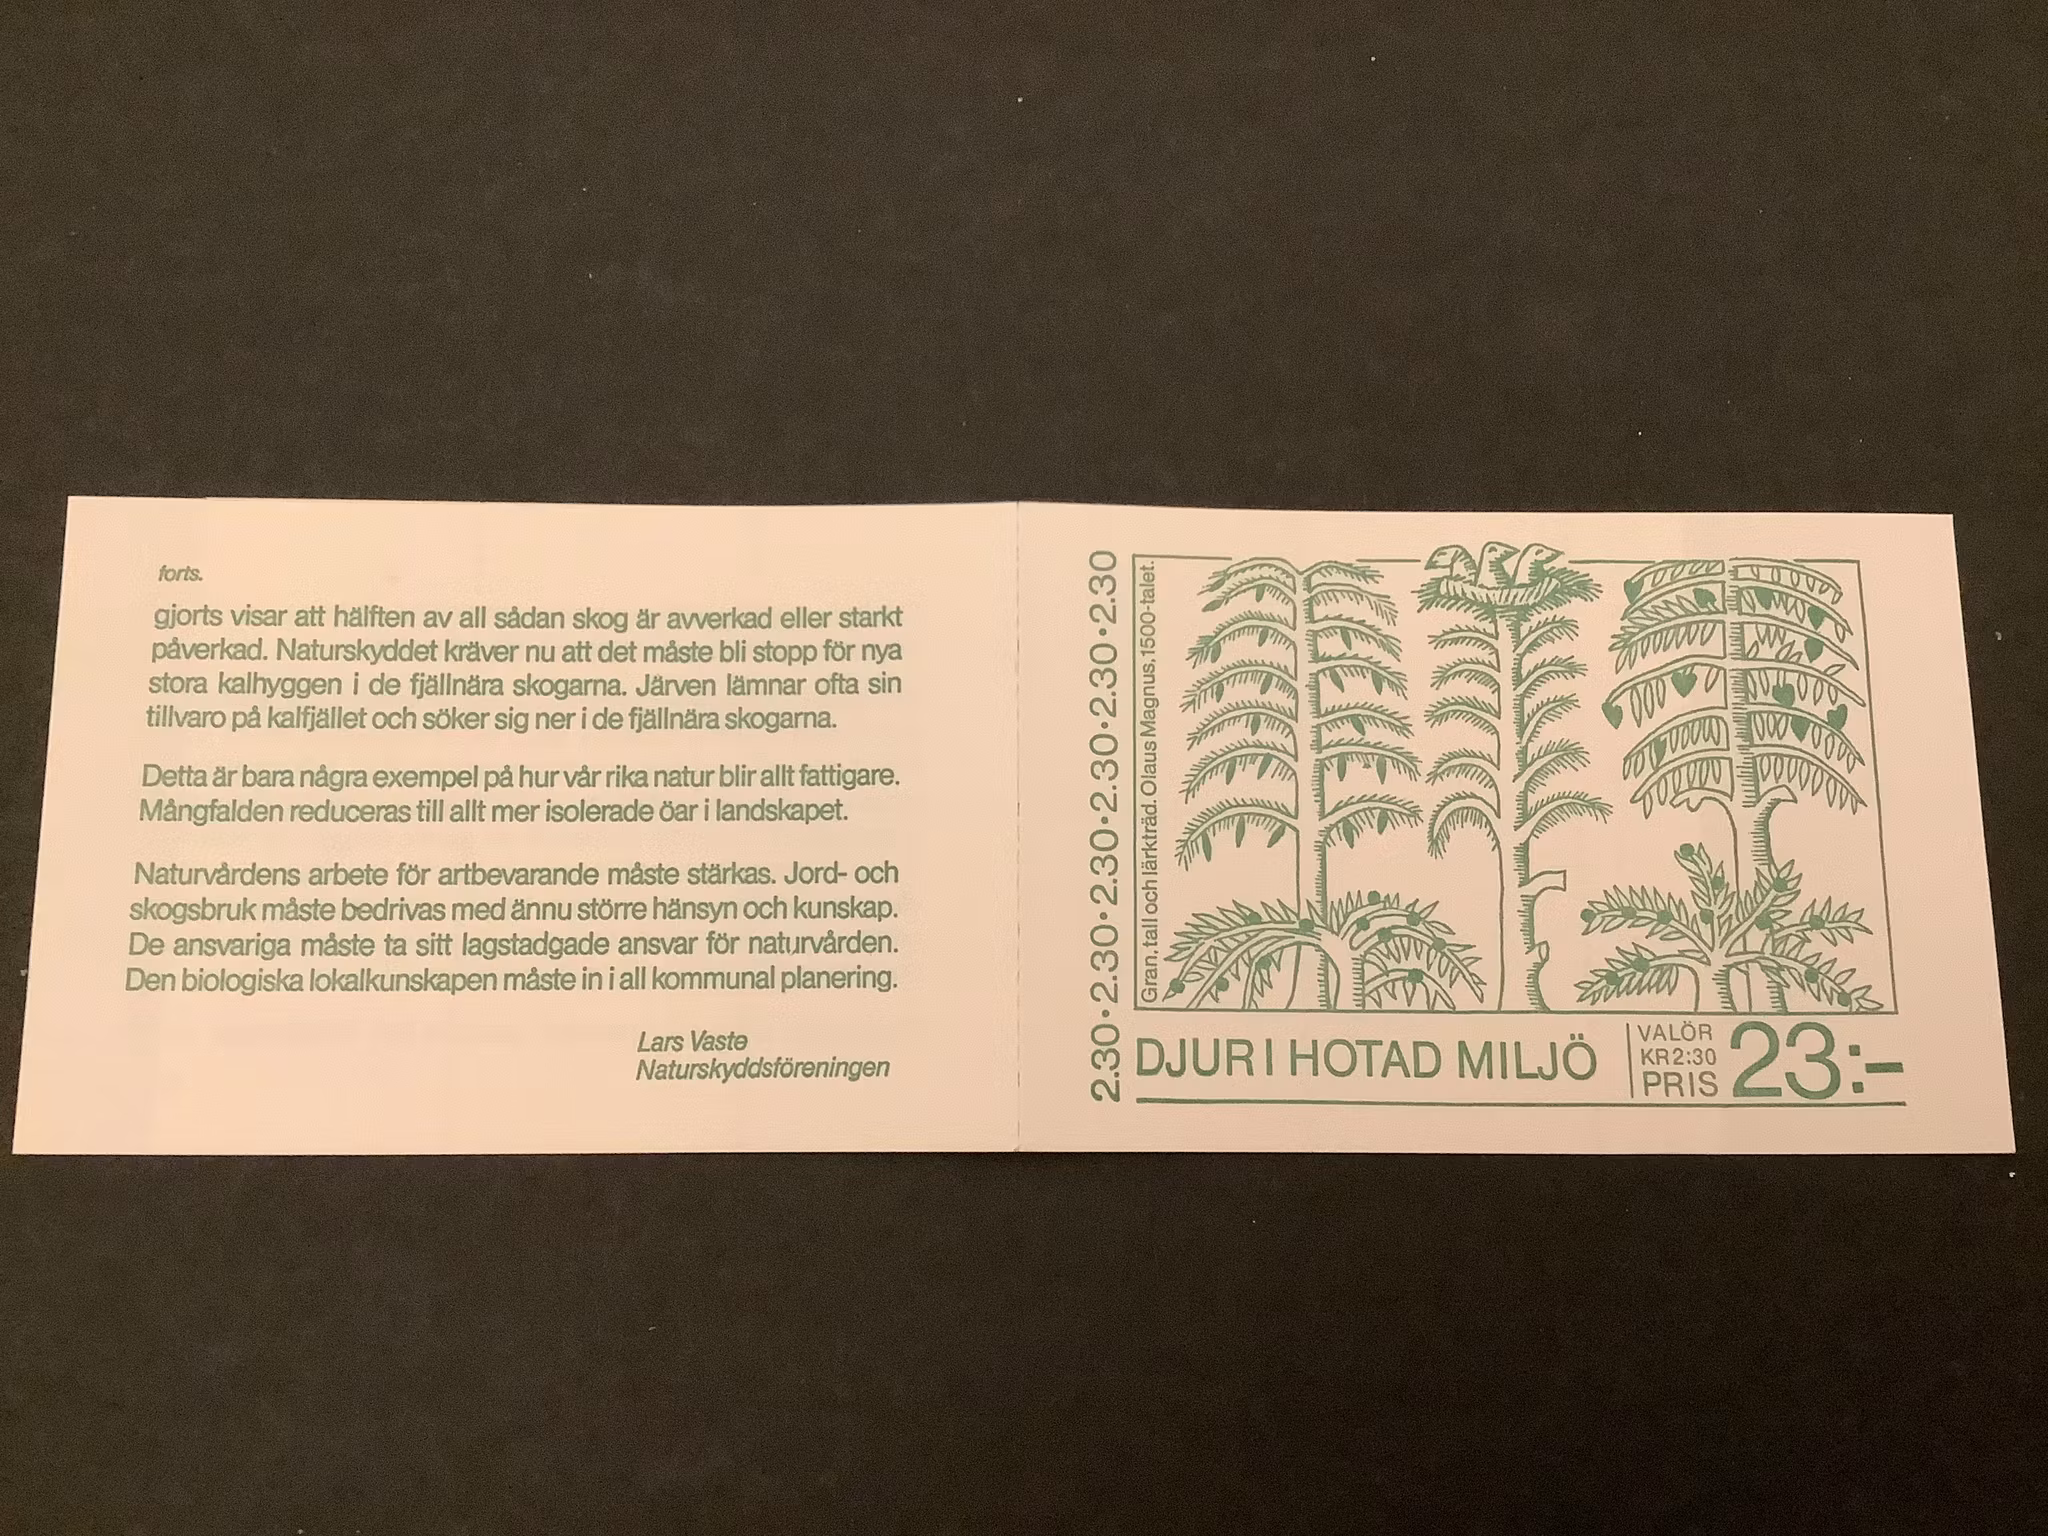 forts.
gjorts visar att hälften av all sådan skog är avverkad eller starkt
påverkad. Naturskyddet kräver nu att det måste bli stopp för nya
stora kalhyggen i de fjällnära skogarna. Järven lämnar ofta sin
tillvaro på kalfjället och söker sig ner i de fjällnära skogarna.
Detta är bara några exempel på hur vår rika natur blir allt fattigare.
Mångfalden reduceras till allt mer isolerade öar i landskapet.
Naturvårdens arbete för artbevarande måste stärkas. Jord- och
skogsbruk måste bedrivas med ännu större hänsyn och kunskap.
De ansvariga måste ta sitt lagstadgade ansvar för naturvården.
Den biologiska lokalkunskapen måste in i all kommunal planering.
Lars Vaste
Naturskyddsföreningen
2.30•2.30•2.30•2.30•2.30•2.30
Gran, tall och lärkträd. Olaus Magnus, 1500-talet.
DJUR I HOTAD MILJÖ
VALÖR
KR 2:30
PRIS
23:-